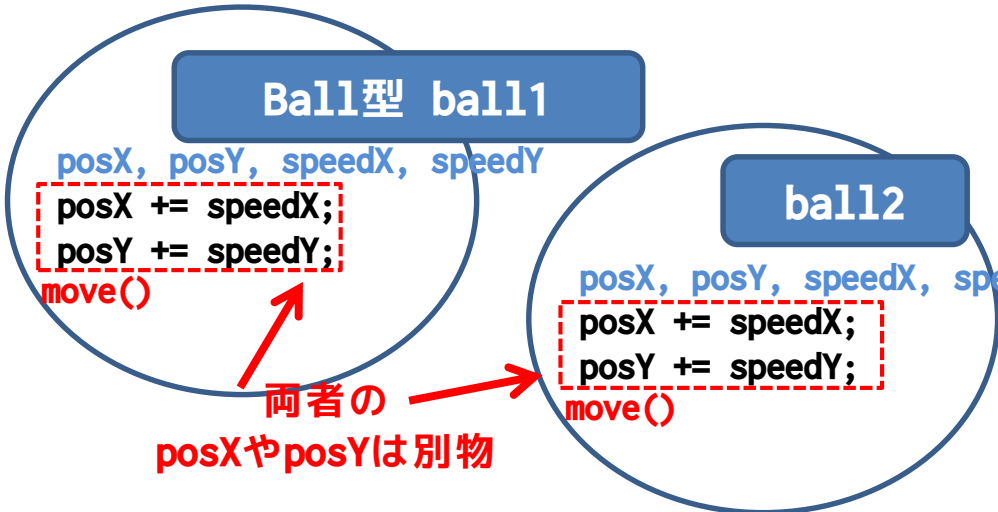 Ball型 ball1
posX, posY, speedX, speedY
posX += speedX;
posY += speedY;
move()
ball2
posX, posY, speedX,
posX += speedX;
posY += speedY;
move()
両者の
posXやposYは別物